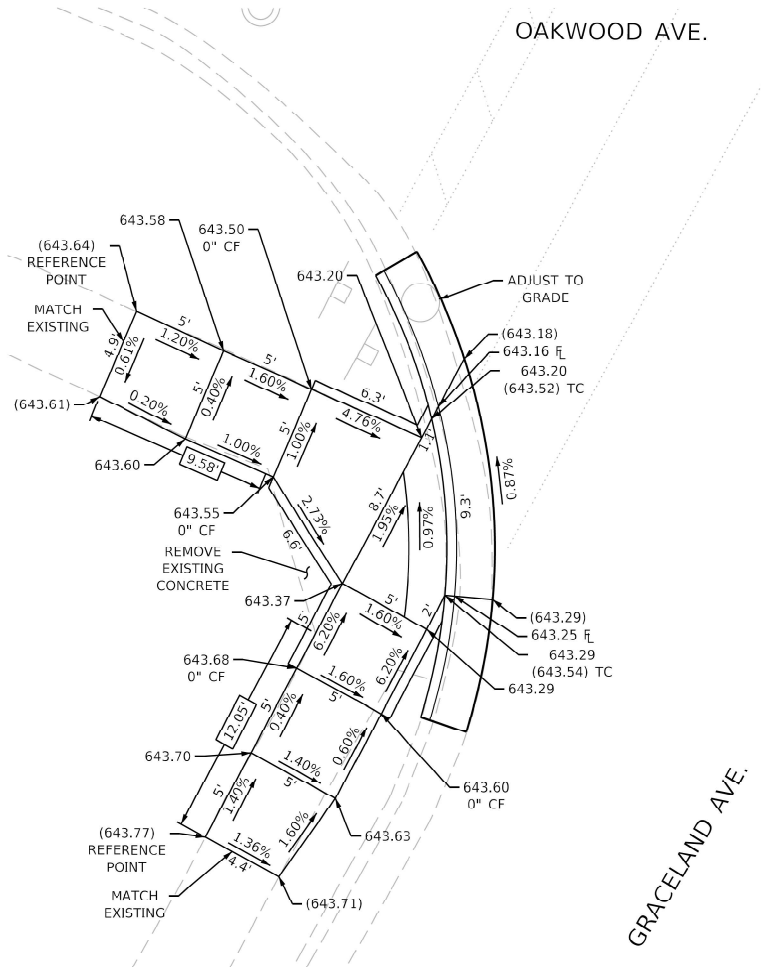 OAKWOOD AVE.
643.58
643.50
0" CF
(643.64)
REFERENCE
POINT
643.20
ADJUST TO
GRADE
MATCH
EXISTING
5'
1.20%
4.9'
0.61%
5'
1.60%
(643.18)
643.16 FL
643.20
(643.52) TC
6.3'
4.76%
5'
0.40%
(643.61)
0.20%
5'
1.00%
1.1'
1.00%
9.58'
643.60
0.87%
9.3'
8.7'
1.95%
0.97%
643.55
0" CF
2.73%
6.6'
REMOVE
EXISTING
CONCRETE
643.37
5'
1.60%
2'
(643.29)
643.25 FL
643.29
(643.54) TC
643.29
5'
6.20%
6.20%
643.68
0" CF
1.60%
5'
5'
0.40%
12.05'
0.60%
643.70
1.40%
5'
643.60
0" CF
5'
1.40%
1.60%
643.63
(643.77)
REFERENCE
POINT
1.36%
4.4'
MATCH
EXISTING
(643.71)
GRACELAND AVE.